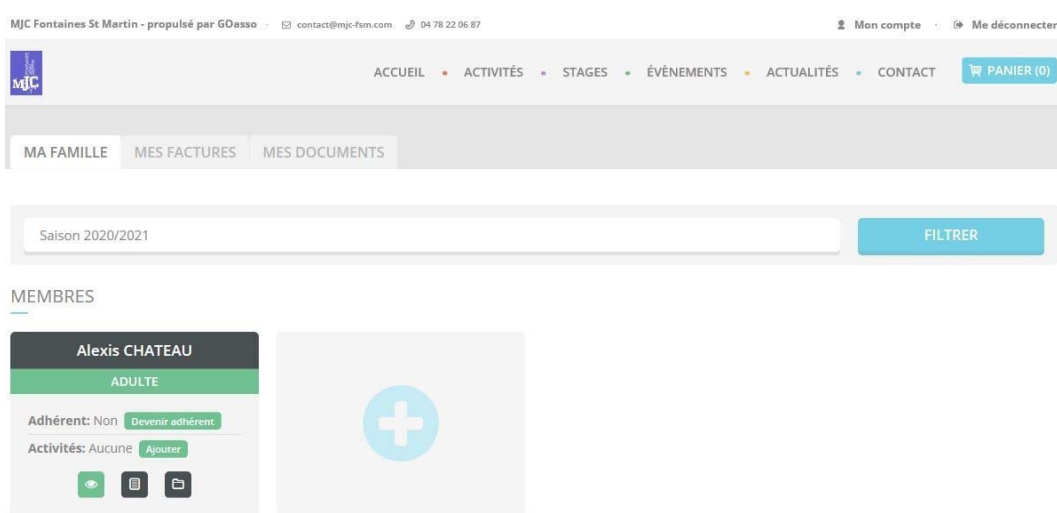 MJC Fontaines St Martin - propulsé par GOasso · contact@mjc-fsm.com 04 78 22 06 87 Mon compte · Me déconnecter
MJC ACCUEIL ACTIVITÉS STAGES ÉVÈNEMENTS ACTUALITÉS CONTACT PANIER (0)
MA FAMILLE MES FACTURES MES DOCUMENTS
Saison 2020/2021 FILTRER
MEMBRES
Alexis CHATEAU
ADULTE
Adhérent: Non Devenir adhérent
Activités: Aucune Ajouter